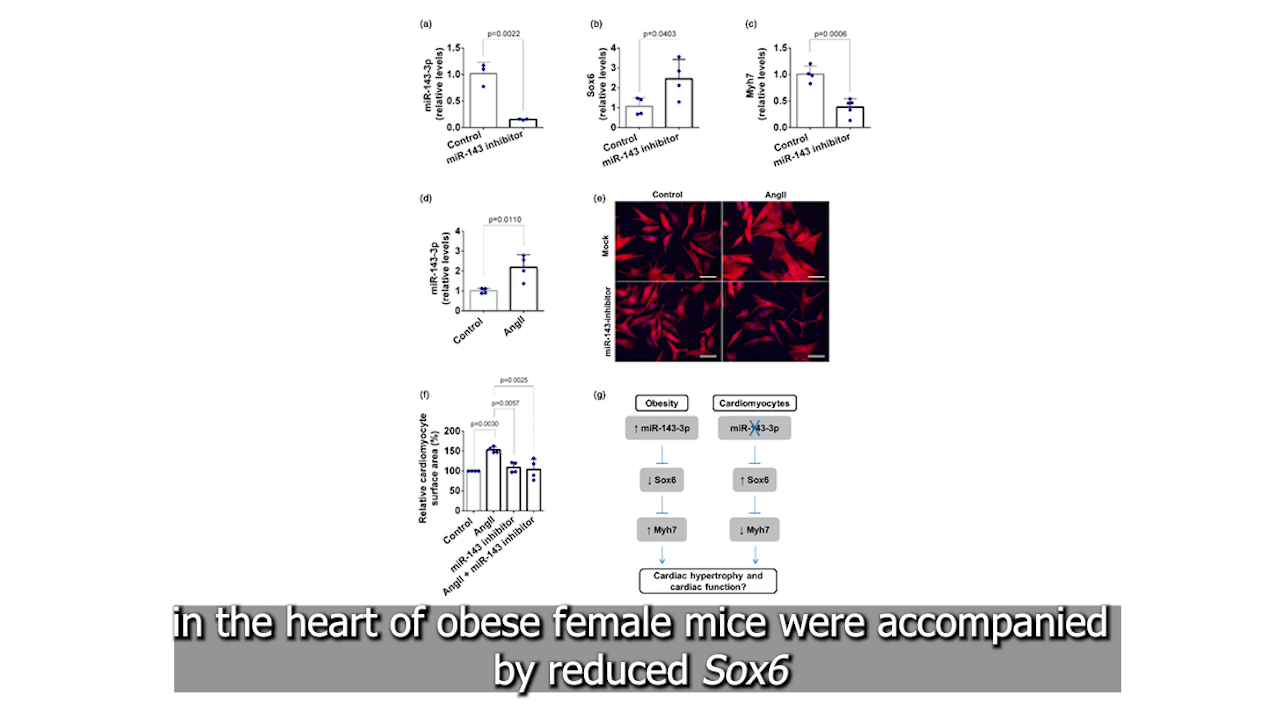 (a)
p=0.0022
miR-143-3p
(relative levels)
1.5
1.0
0.5
0.0
Control
miR-143 inhibitor
(b)
p=0.0403
Sox6
(relative levels)
4
3
2
1
0
Control
miR-143 inhibitor
(c)
p=0.0006
Myh7
(relative levels)
1.5
1.0
0.5
0.0
Control
miR-143 inhibitor
(d)
p=0.0110
miR-143-3p
(relative levels)
4
3
2
1
0
Control
AngII
(e)
Control
AngII
Mock
miR-143-inhibitor
(f)
p=0.0025
p=0.0057
p=0.0030
Relative cardiomyocyte
surface area (%)
200
150
100
50
0
Control
AngII
miR-143 inhibitor
AngII + miR-143 inhibitor
(g)
Obesity
↑ miR-143-3p
↓ Sox6
↑ Myh7
Cardiomyocytes
miR-143-3p
↑ Sox6
↓ Myh7
Cardiac hypertrophy and
cardiac function?
in the heart of obese female mice were accompanied
by reduced Sox6